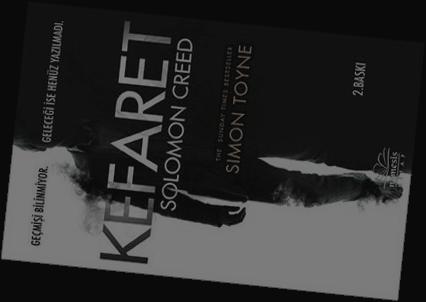 GEÇMİŞİ BİLİNMİYOR.
GELECEĞİ İSE HENÜZ YAZILMADI.
KEFARET
SOLOMON CREED
THE SUNDAY TIMES BESTSELLER
SIMON TOYNE
2.BASKI
nemesis